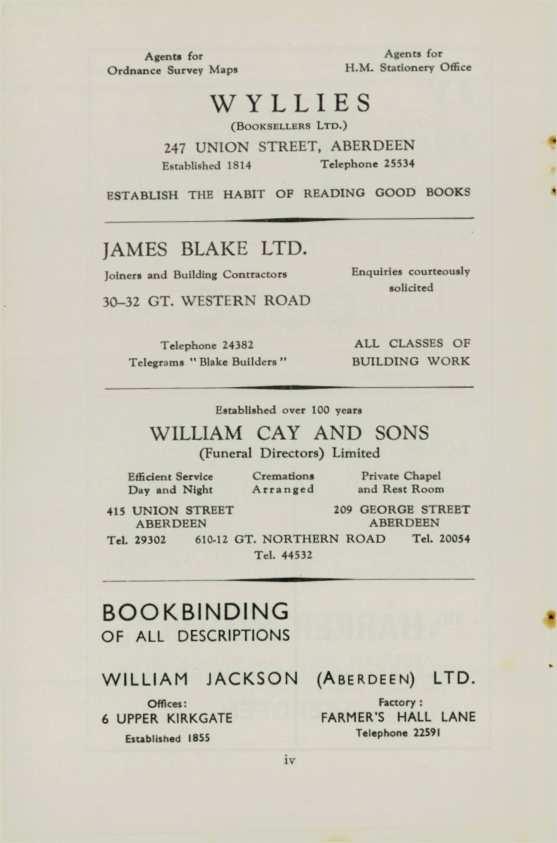 Agents for
Ordnance Survey Maps
Agents for
H.M. Stationery Office
WYLLIES
(BOOKSELLERS LTD.)
247 UNION STREET, ABERDEEN
Established 1814 Telephone 25534
ESTABLISH THE HABIT OF READING GOOD BOOKS
JAMES BLAKE LTD.
Joiners and Building Contractors
30–32 GT. WESTERN ROAD
Enquiries courteously
solicited
Telephone 24382
Telegrams "Blake Builders"
ALL CLASSES OF
BUILDING WORK
Established over 100 years
WILLIAM CAY AND SONS
(Funeral Directors) Limited
Efficient Service
Day and Night
Cremations
Arranged
Private Chapel
and Rest Room
415 UNION STREET
ABERDEEN
209 GEORGE STREET
ABERDEEN
Tel. 29302 610-12 GT. NORTHERN ROAD Tel. 20054
Tel. 44532
BOOKBINDING
OF ALL DESCRIPTIONS
WILLIAM JACKSON (ABERDEEN) LTD.
Offices:
6 UPPER KIRKGATE
Established 1855
Factory:
FARMER'S HALL LANE
Telephone 22591
iv